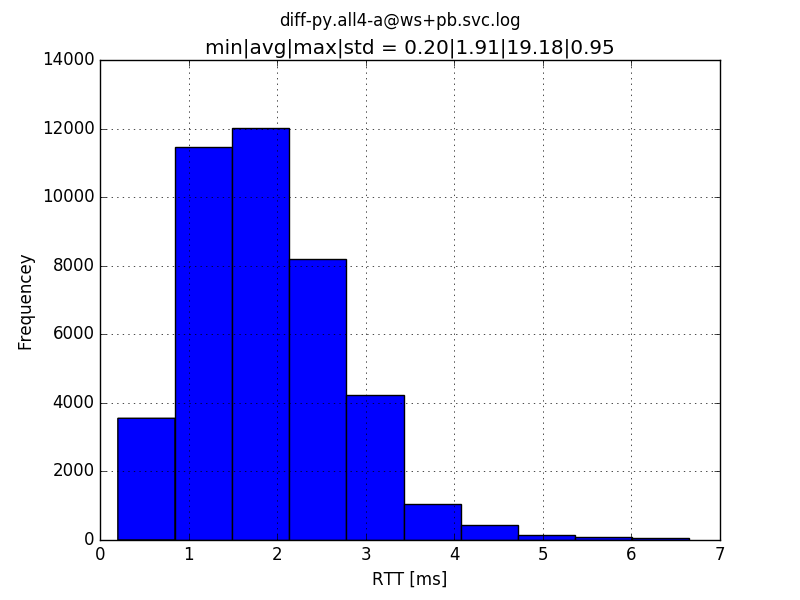 diff-py.all4-a@ws+pb.svc.log
min|avg|max|std = 0.20|1.91|19.18|0.95
14000
12000
10000
8000
6000
4000
2000
0
Frequencey
0 1 2 3 4 5 6 7
RTT [ms]